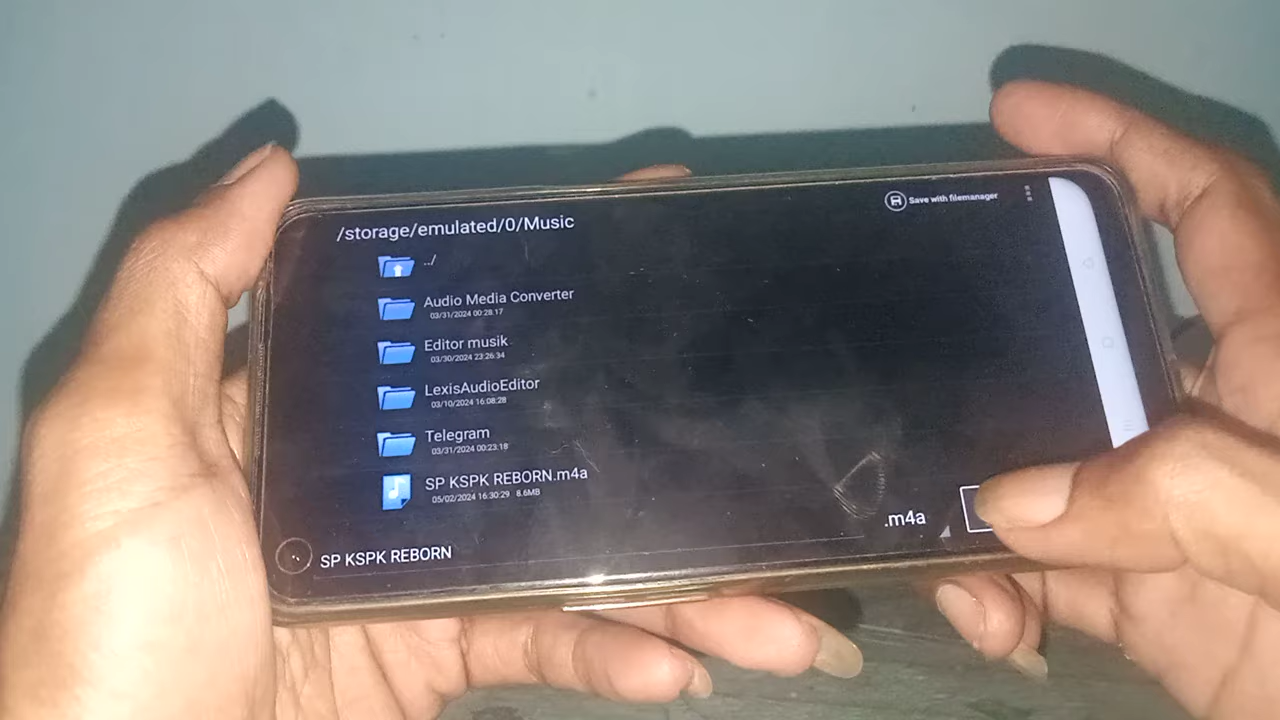 Save with filemanager
/storage/emulated/0/Music
../
Audio Media Converter
03/31/2024 00:28.17
Editor musik
03/30/2024 23:26:34
LexisAudioEditor
03/10/2024 16:08:28
Telegram
03/31/2024 00:23:18
SP KSPK REBORN.m4a
05/02/2024 16:30:29 8.6MB
.m4a
SP KSPK REBORN